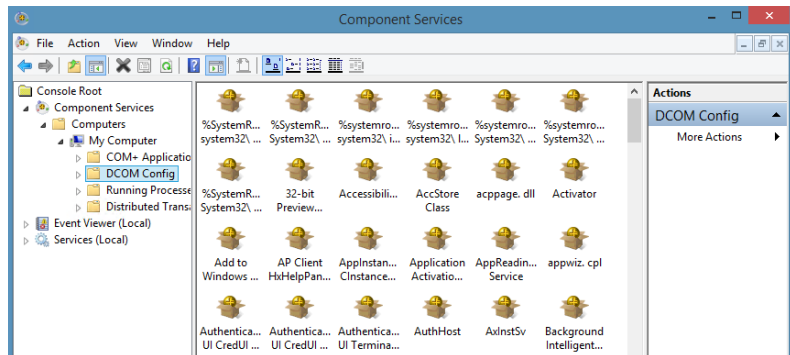 Component Services
File Action View Window Help
Console Root
Component Services
Computers
My Computer
COM+ Applicatio
DCOM Config
Running Processe
Distributed Trans
Event Viewer (Local)
Services (Local)
%SystemR... %SystemR... %systemro... %systemro... %systemro... %systemro...
system32\ ... System32\ ... system32\ i... system32\ I... System32\ ... System32\ ...
%SystemR... 32-bit Accessibili... AccStore acppage. dll Activator
System32\ ... Preview... Class
Add to AP Client AppInstan... Application AppReadin... appwiz. cpl
Windows ... HxHelpPan... CInstance... Activatio... Service
Authentica... Authentica... Authentica... AuthHost AxInstSv Background
UI CredUI ... UI CredUI ... UI Termina... Intelligent...
Actions
DCOM Config
More Actions